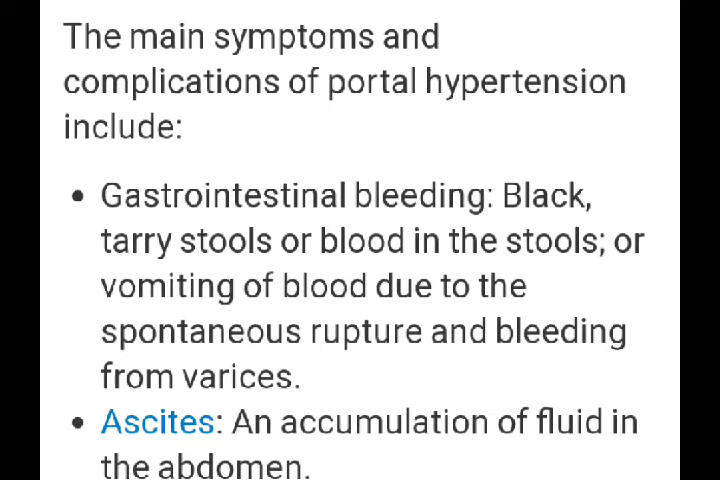 The main symptoms and
complications of portal hypertension
include:
• Gastrointestinal bleeding: Black,
tarry stools or blood in the stools; or
vomiting of blood due to the
spontaneous rupture and bleeding
from varices.
• Ascites: An accumulation of fluid in
the abdomen.